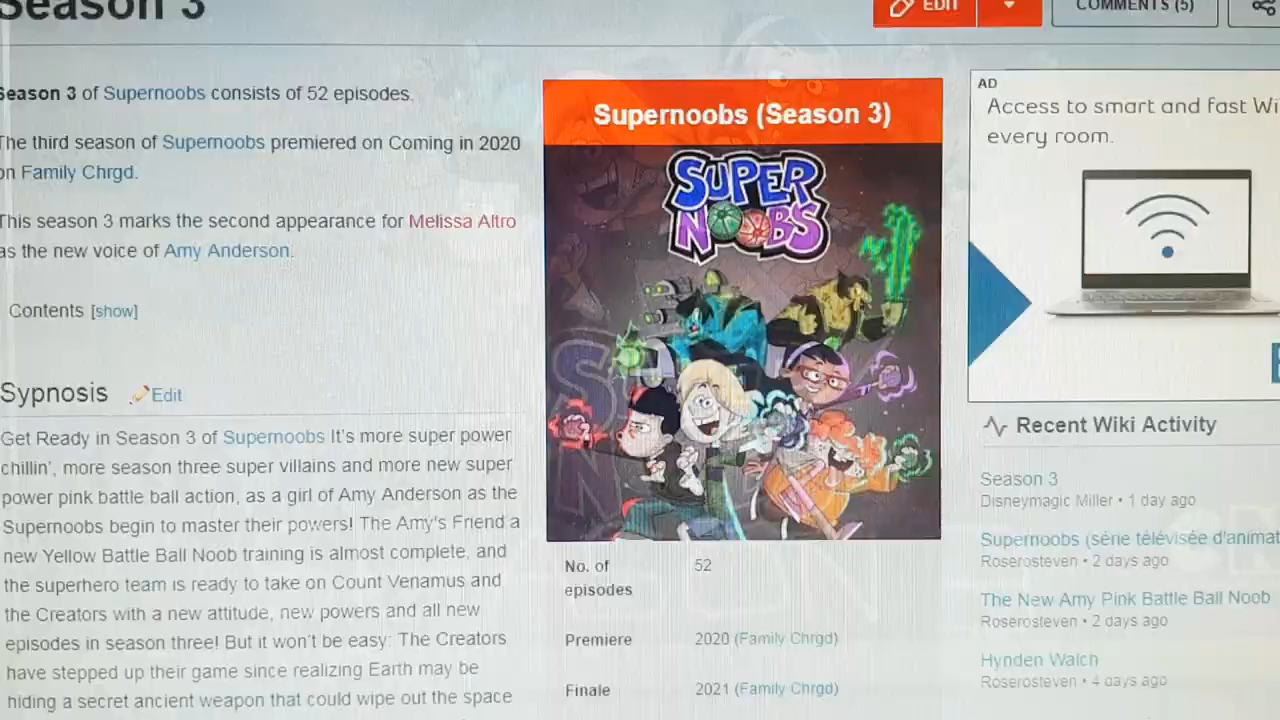 Season 3
EDIT
COMMENTS (5)
Season 3 of Supernoobs consists of 52 episodes.
The third season of Supernoobs premiered on Coming in 2020
on Family Chrgd.
This season 3 marks the second appearance for Melissa Altro
as the new voice of Amy Anderson.
Contents [show]
Sypnosis Edit
Get Ready in Season 3 of Supernoobs It's more super power
chillin', more season three super villains and more new super
power pink battle ball action, as a girl of Amy Anderson as the
Supernoobs begin to master their powers! The Amy's Friend a
new Yellow Battle Ball Noob training is almost complete, and
the superhero team is ready to take on Count Venamus and
the Creators with a new attitude, new powers and all new
episodes in season three! But it won't be easy: The Creators
have stepped up their game since realizing Earth may be
hiding a secret ancient weapon that could wipe out the space
Supernoobs (Season 3)
SUPER
NOOBS
No. of
episodes
52
Premiere
2020 (Family Chrgd)
Finale
2021 (Family Chrgd)
AD
Access to smart and fast Wi
every room.
Recent Wiki Activity
Season 3
Disneymagic Miller • 1 day ago
Supernoobs (série télévisée d'animat
Roserosteven • 2 days ago
The New Amy Pink Battle Ball Noob
Roserosteven • 2 days ago
Hynden Walch
Roserosteven • 4 days ago